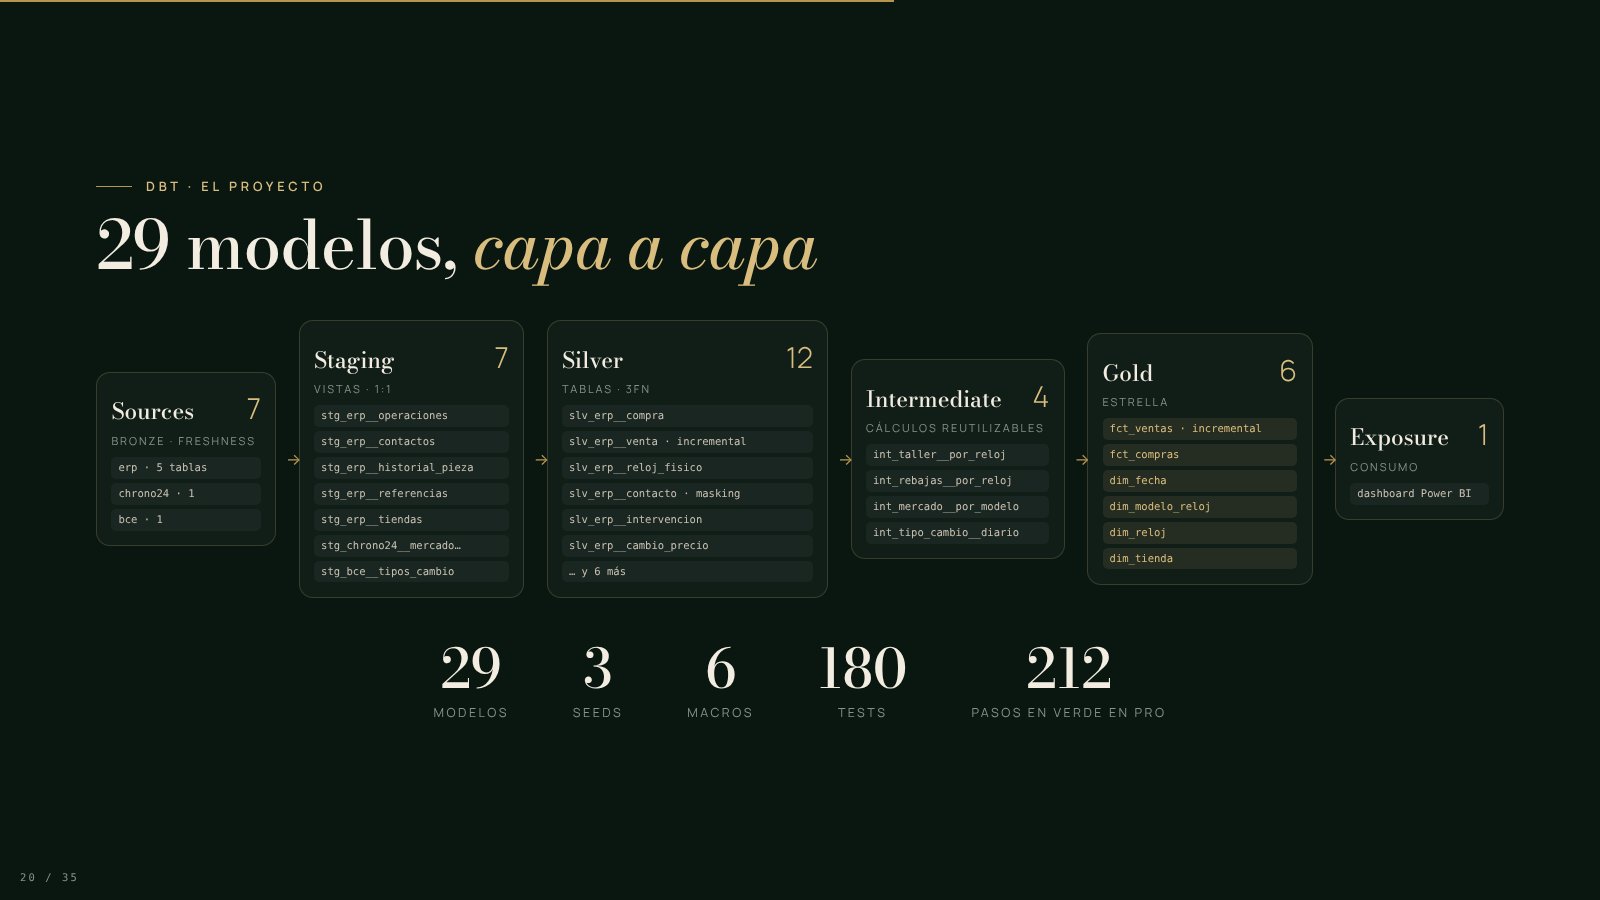 DBT · EL PROYECTO
29 modelos, capa a capa
Sources 7
BRONZE · FRESHNESS
erp · 5 tablas
chrono24 · 1
bce · 1
→
Staging 7
VISTAS · 1:1
stg_erp__operaciones
stg_erp__contactos
stg_erp__historial_pieza
stg_erp__referencias
stg_erp__tiendas
stg_chrono24__mercado…
stg_bce__tipos_cambio
→
Silver 12
TABLAS · 3FN
slv_erp__compra
slv_erp__venta · incremental
slv_erp__reloj_fisico
slv_erp__contacto · masking
slv_erp__intervencion
slv_erp__cambio_precio
… y 6 más
→
Intermediate 4
CÁLCULOS REUTILIZABLES
int_taller__por_reloj
int_rebajas__por_reloj
int_mercado__por_modelo
int_tipo_cambio__diario
→
Gold 6
ESTRELLA
fct_ventas · incremental
fct_compras
dim_fecha
dim_modelo_reloj
dim_reloj
dim_tienda
→
Exposure 1
CONSUMO
dashboard Power BI
29
MODELOS
3
SEEDS
6
MACROS
180
TESTS
212
PASOS EN VERDE EN PRO
20 / 35